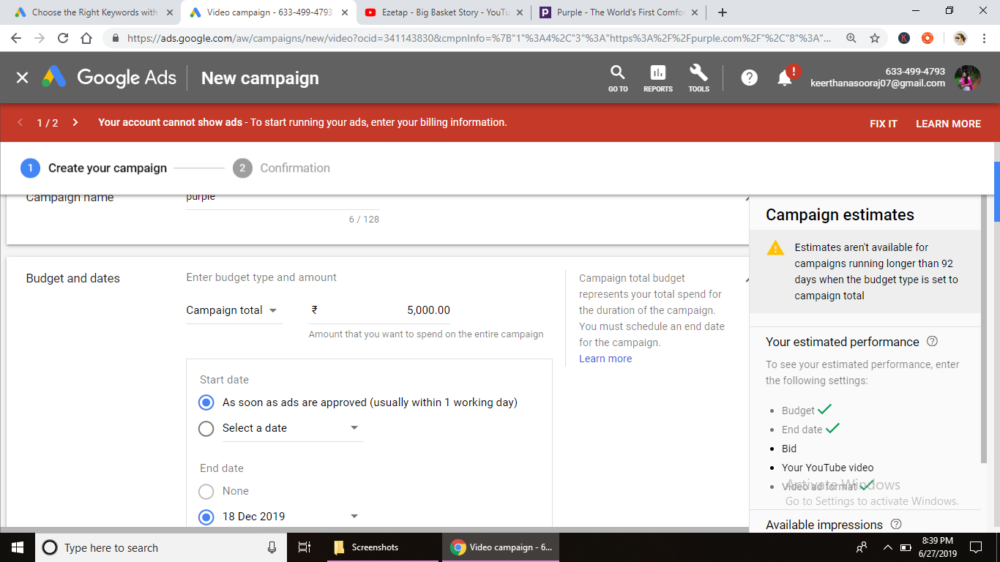 Choose the Right Keywords with
Video campaign - 633-499-4793
Ezetap - Big Basket Story - YouTu
Purple - The World's First Comfo
https://ads.google.com/aw/campaigns/new/video?ocid=341143830&cmpnInfo=%7B"1"%3A4%2C"3"%3A"https%3A%2F%2Fpurple.com%2F"%2C"8"%3A"...
Google Ads
New campaign
GO TO
REPORTS
TOOLS
633-499-4793
keerthanasooraj07@gmail.com
1 / 2
Your account cannot show ads - To start running your ads, enter your billing information.
FIX IT
LEARN MORE
1 Create your campaign
2 Confirmation
Campaign name
purple
6 / 128
Budget and dates
Enter budget type and amount
Campaign total
₹ 5,000.00
Amount that you want to spend on the entire campaign
Campaign total budget
represents your total spend for
the duration of the campaign.
You must schedule an end date
for the campaign.
Learn more
Start date
As soon as ads are approved (usually within 1 working day)
Select a date
End date
None
18 Dec 2019
Campaign estimates
Estimates aren't available for
campaigns running longer than 92
days when the budget type is set to
campaign total
Your estimated performance
To see your estimated performance, enter
the following settings:
Budget
End date
Bid
Your YouTube video
Video ad format
Activate Windows
Go to Settings to activate Windows.
Available impressions
Type here to search
Screenshots
Video campaign - 6...
8:39 PM
6/27/2019